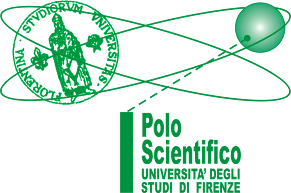 FLORENTINA STVDIORVM VNIVERSITAS
Polo
Scientifico
UNIVERSITA' DEGLI
STUDI DI FIRENZE